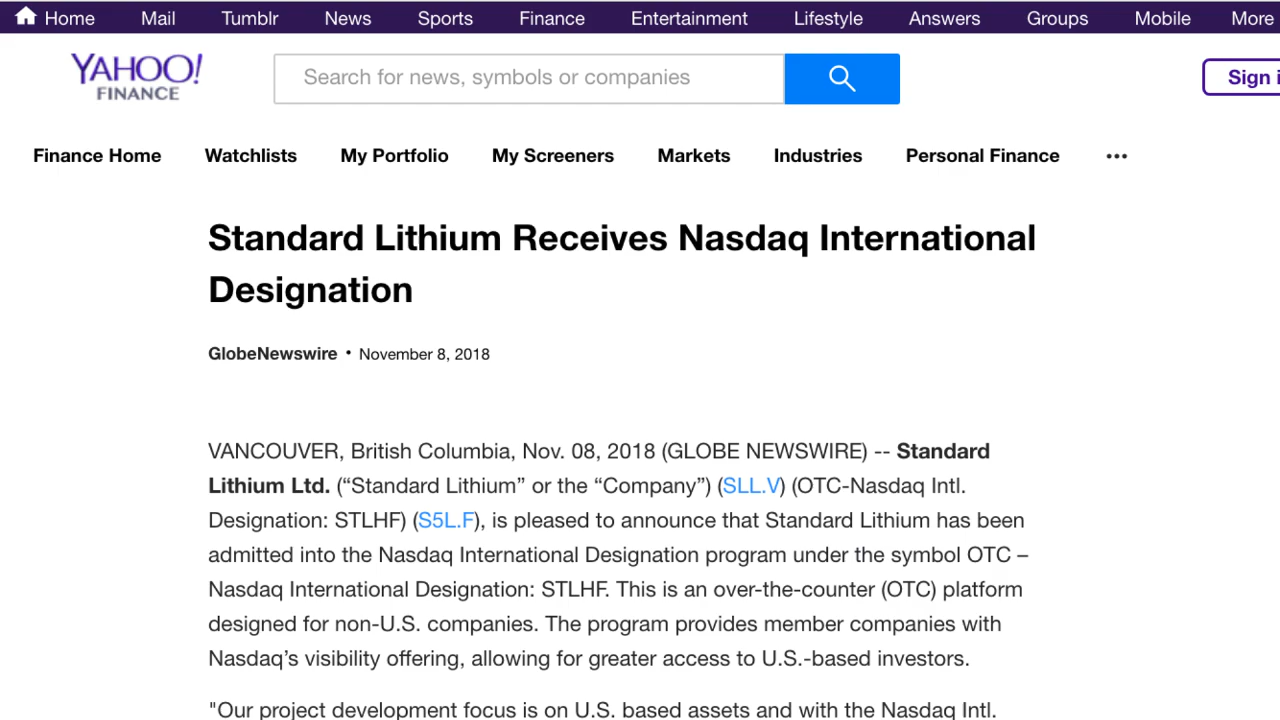 Home Mail Tumblr News Sports Finance Entertainment Lifestyle Answers Groups Mobile More
YAHOO!
FINANCE
Search for news, symbols or companies
Sign i
Finance Home Watchlists My Portfolio My Screeners Markets Industries Personal Finance •••
Standard Lithium Receives Nasdaq International
Designation
GlobeNewswire • November 8, 2018
VANCOUVER, British Columbia, Nov. 08, 2018 (GLOBE NEWSWIRE) -- Standard
Lithium Ltd. (“Standard Lithium” or the “Company”) (SLL.V) (OTC-Nasdaq Intl.
Designation: STLHF) (S5L.F), is pleased to announce that Standard Lithium has been
admitted into the Nasdaq International Designation program under the symbol OTC –
Nasdaq International Designation: STLHF. This is an over-the-counter (OTC) platform
designed for non-U.S. companies. The program provides member companies with
Nasdaq’s visibility offering, allowing for greater access to U.S.-based investors.
"Our project development focus is on U.S. based assets and with the Nasdaq Intl.